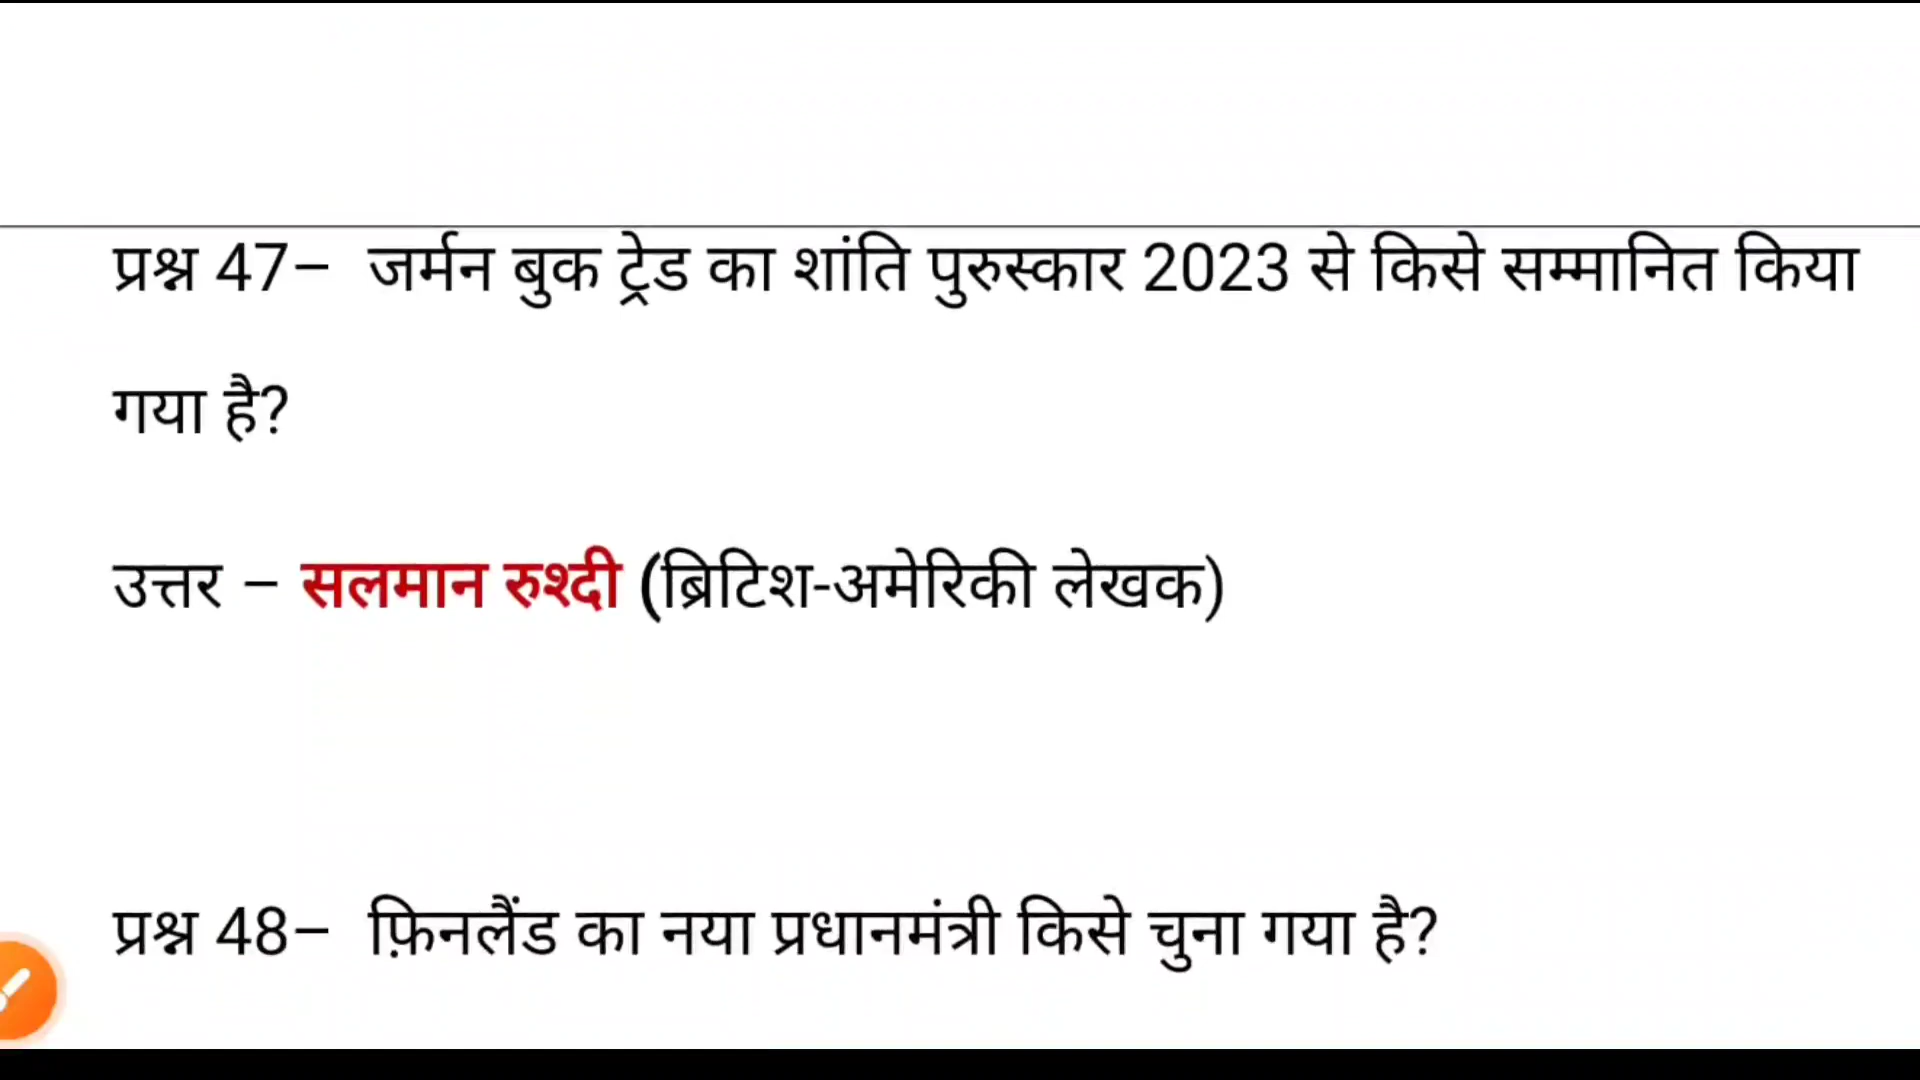 प्रश्न 47– जर्मन बुक ट्रेड का शांति पुरुस्कार 2023 से किसे सम्मानित किया
गया है?
उत्तर – सलमान रुश्दी (ब्रिटिश-अमेरिकी लेखक)
प्रश्न 48– फ़िनलैंड का नया प्रधानमंत्री किसे चुना गया है?